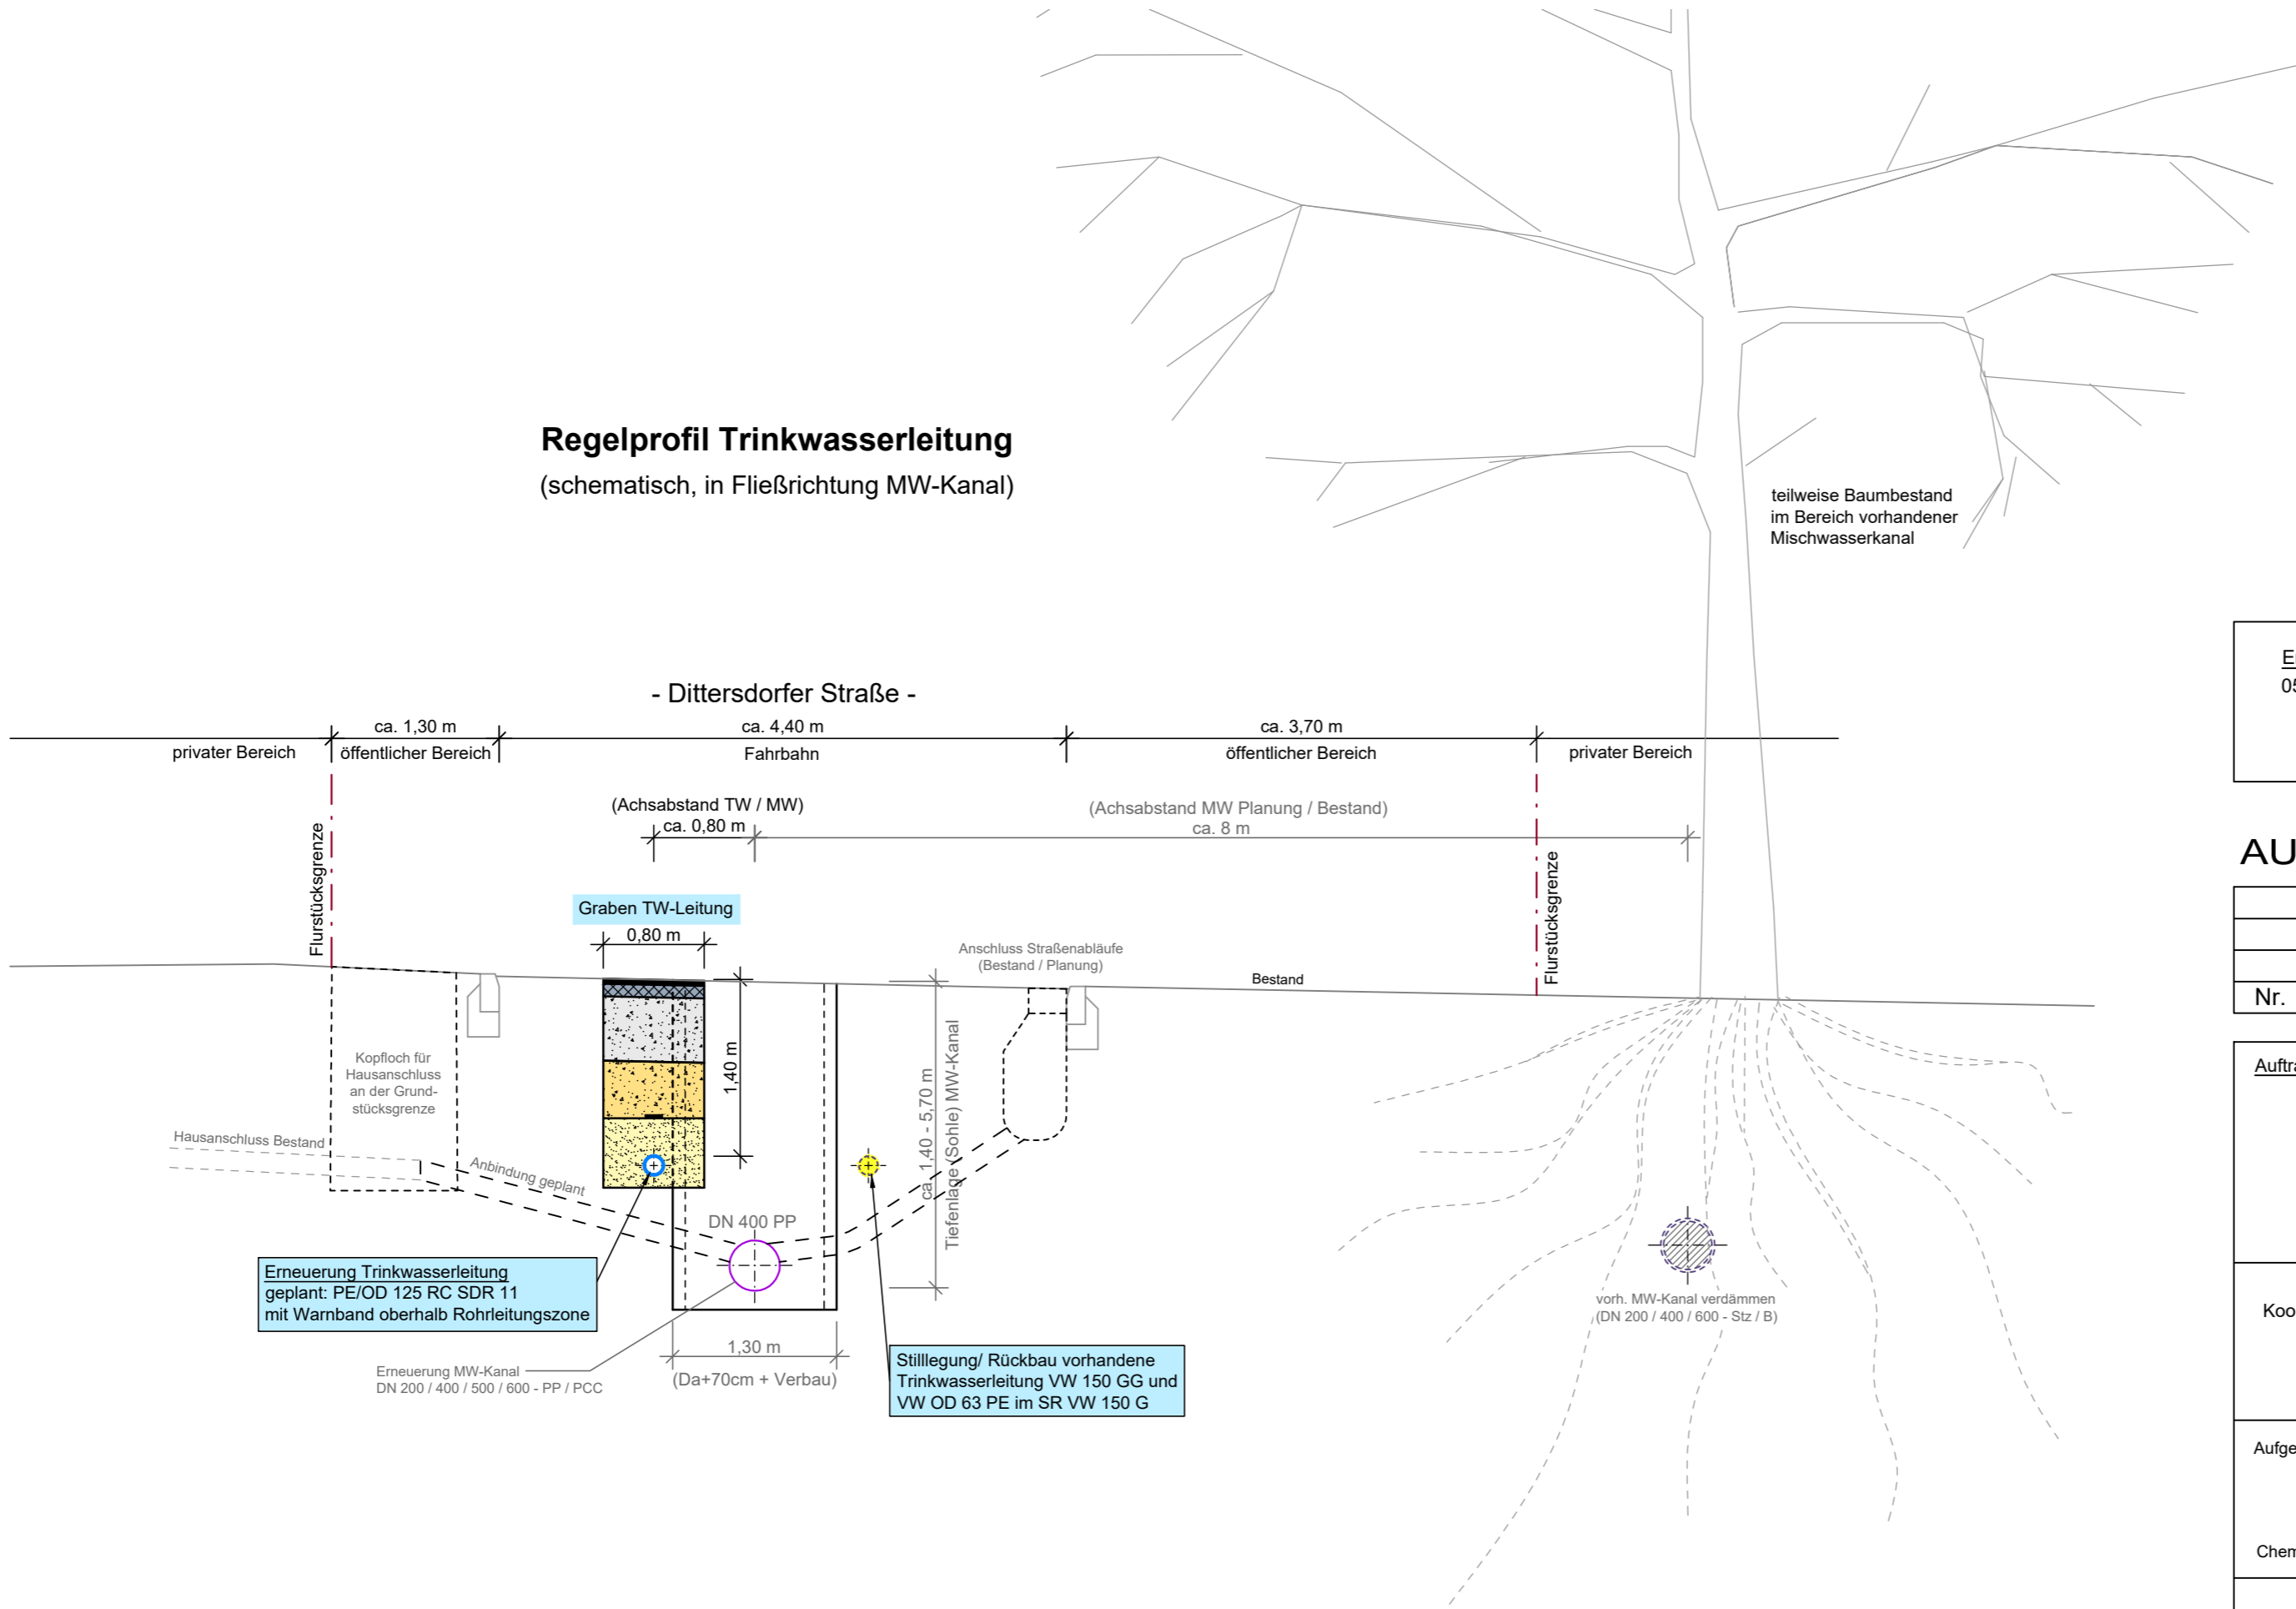 Regelprofil Trinkwasserleitung
(schematisch, in Fließrichtung MW-Kanal)
teilweise Baumbestand
im Bereich vorhandener
Mischwasserkanal
- Dittersdorfer Straße -
ca. 1,30 m
ca. 4,40 m
ca. 3,70 m
privater Bereich
öffentlicher Bereich
Fahrbahn
öffentlicher Bereich
privater Bereich
(Achsabstand TW / MW)
ca. 0,80 m
(Achsabstand MW Planung / Bestand)
ca. 8 m
Flurstücksgrenze
Flurstücksgrenze
Graben TW-Leitung
0,80 m
Anschluss Straßenabläufe
(Bestand / Planung)
Bestand
Kopfloch für
Hausanschluss
an der Grund-
stücksgrenze
1,40 m
ca. 1,40 - 5,70 m
Tiefenlage (Sohle) MW-Kanal
Hausanschluss Bestand
Anbindung geplant
DN 400 PP
Erneuerung Trinkwasserleitung
geplant: PE/OD 125 RC SDR 11
mit Warnband oberhalb Rohrleitungszone
vorh. MW-Kanal verdämmen
(DN 200 / 400 / 600 - Stz / B)
1,30 m
(Da+70cm + Verbau)
Erneuerung MW-Kanal
DN 200 / 400 / 500 / 600 - PP / PCC
Stilllegung/ Rückbau vorhandene
Trinkwasserleitung VW 150 GG und
VW OD 63 PE im SR VW 150 G
05
AU
Nr.
Auftra
Koo
Aufge
Chem